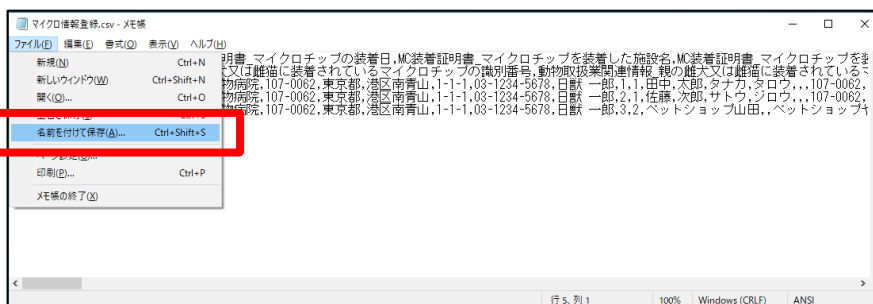 マイクロ情報登録.csv - メモ帳
ファイル(F) 編集(E) 書式(O) 表示(V) ヘルプ(H)
新規(N) Ctrl+N
新しいウィンドウ(W) Ctrl+Shift+N
開く(O)... Ctrl+O
名前を付けて保存(A)... Ctrl+Shift+S
印刷(P)... Ctrl+P
メモ帳の終了(X)
明書_マイクロチップの装着日,MC装着証明書_マイクロチップを装着した施設名,MC装着証明書_マイクロチップを
又は雌猫に装着されているマイクロチップの識別番号,動物取扱業関連情報_親の雌犬又は雌猫に装着されている
物病院,107-0062,東京都,港区南青山,1-1-1,03-1234-5678,日獣 一郎,1,1,田中,太郎,タナカ,タロウ,,,107-0062,
物病院,107-0062,東京都,港区南青山,1-1-1,03-1234-5678,日獣 一郎,2,1,佐藤,次郎,サトウ,ジロウ,,,107-0062,
物病院,107-0062,東京都,港区南青山,1-1-1,03-1234-5678,日獣 一郎,3,2,ペットショップ山田,,ペットショップ
行 5, 列 1 100% Windows (CRLF) ANSI